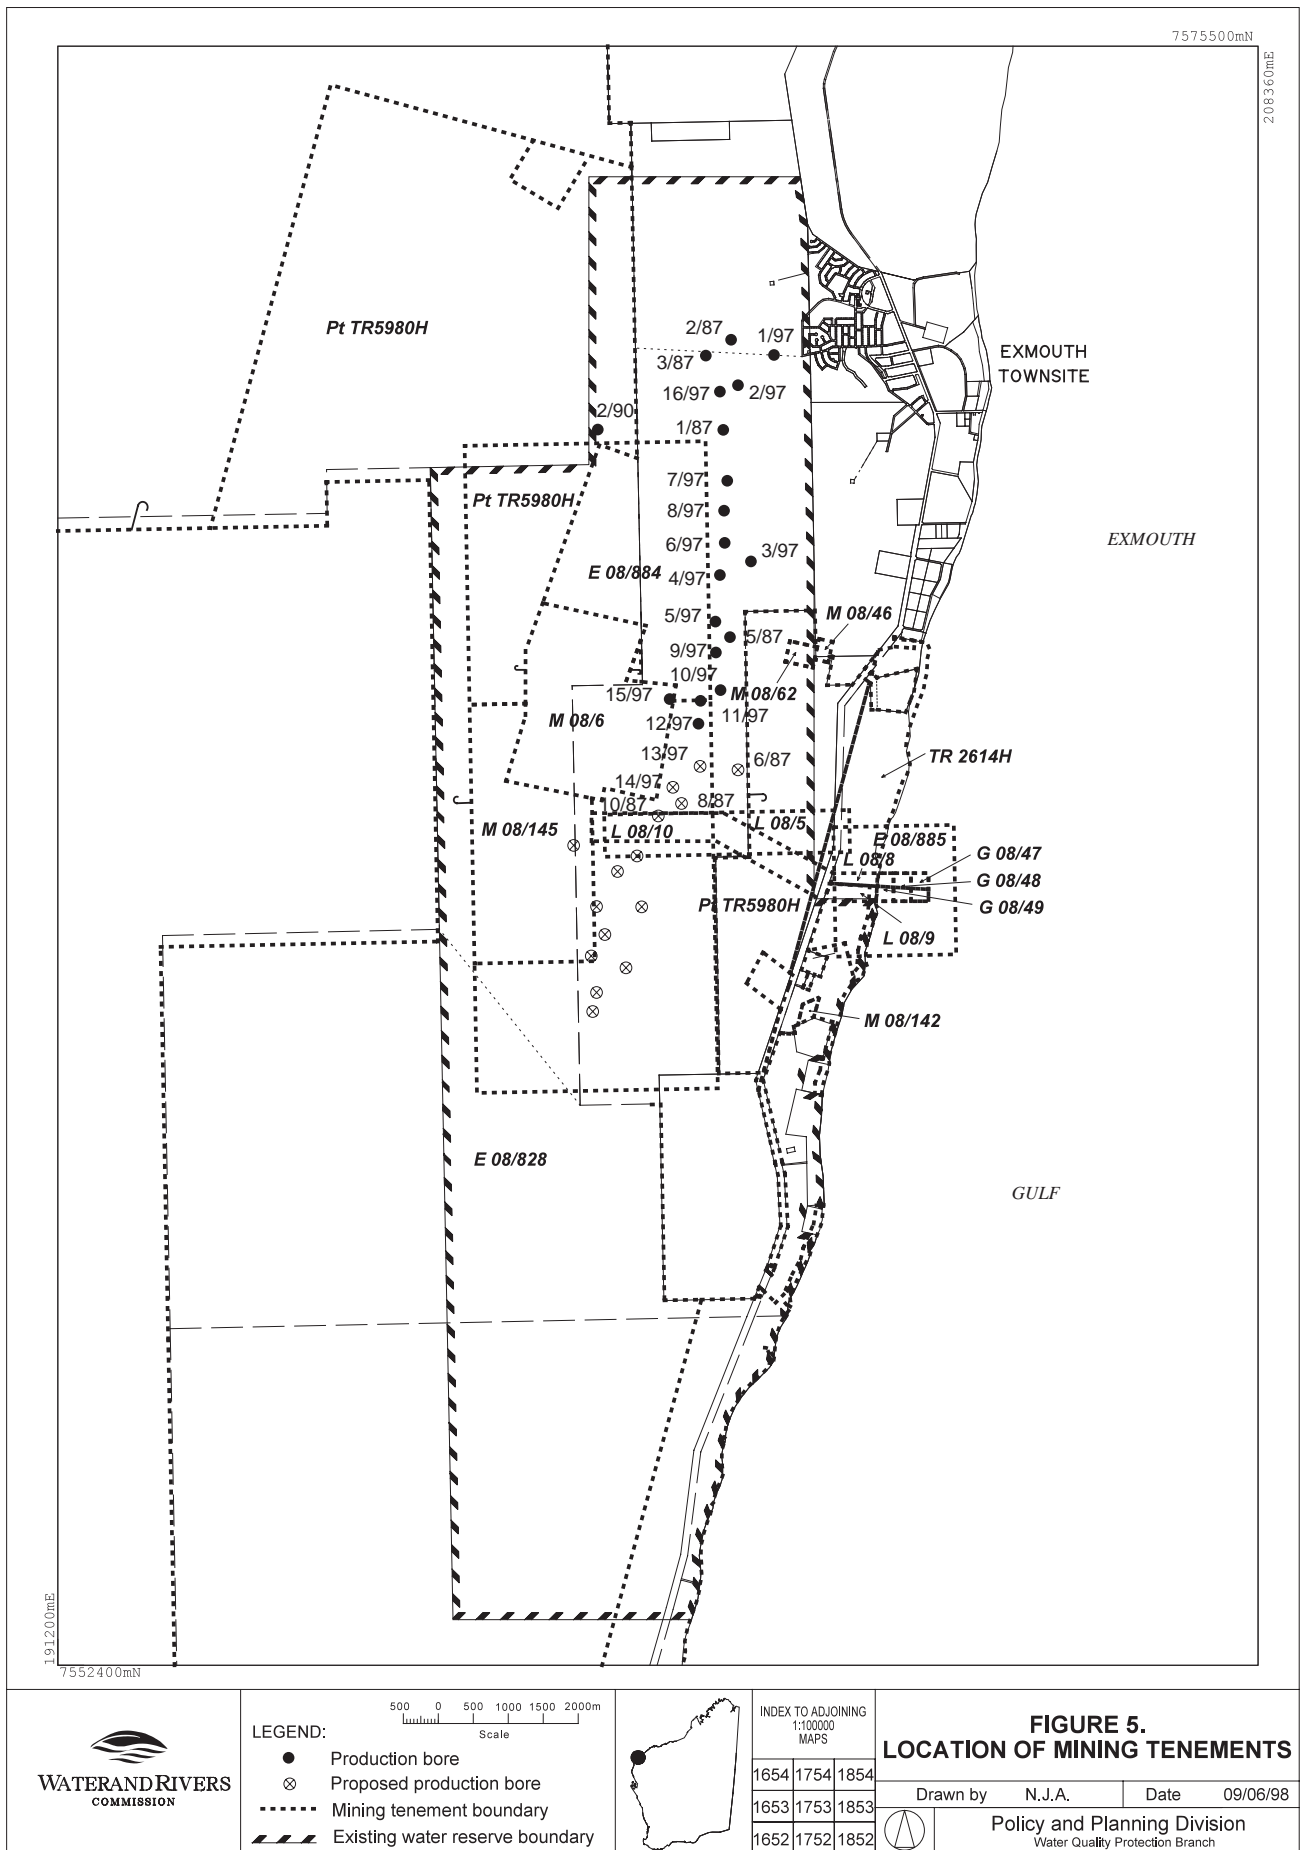 7575500mN
208360mE
Pt TR5980H
2/87
1/97
3/87
EXMOUTH
TOWNSITE
16/97
2/97
2/90
1/87
7/97
Pt TR5980H
8/97
6/97
3/97
EXMOUTH
E 08/884
4/97
5/97
M 08/46
5/87
9/97
10/97
15/97
M 08/62
M 08/6
12/97
11/97
13/97
6/87
TR 2614H
14/97
10/87
8/87
M 08/145
L 08/10
L 08/5
E 08/885
L 08/8
G 08/47
G 08/48
Pt TR5980H
G 08/49
L 08/9
M 08/142
E 08/828
GULF
191200mE
7552400mN
WATER AND RIVERS
COMMISSION
LEGEND:
500 0 500 1000 1500 2000m
Scale
Production bore
Proposed production bore
Mining tenement boundary
Existing water reserve boundary
INDEX TO ADJOINING
1:100000
MAPS
1654 1754 1854
1653 1753 1853
1652 1752 1852
FIGURE 5.
LOCATION OF MINING TENEMENTS
Drawn by N.J.A. Date 09/06/98
Policy and Planning Division
Water Quality Protection Branch